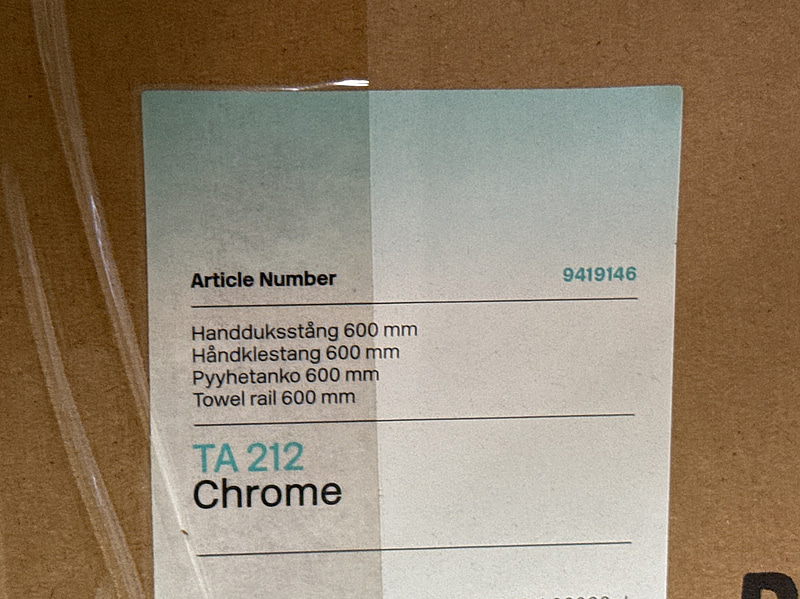 Article Number 9419146
Handduksstång 600 mm
Håndklestang 600 mm
Pyyhetanko 600 mm
Towel rail 600 mm
TA 212
Chrome